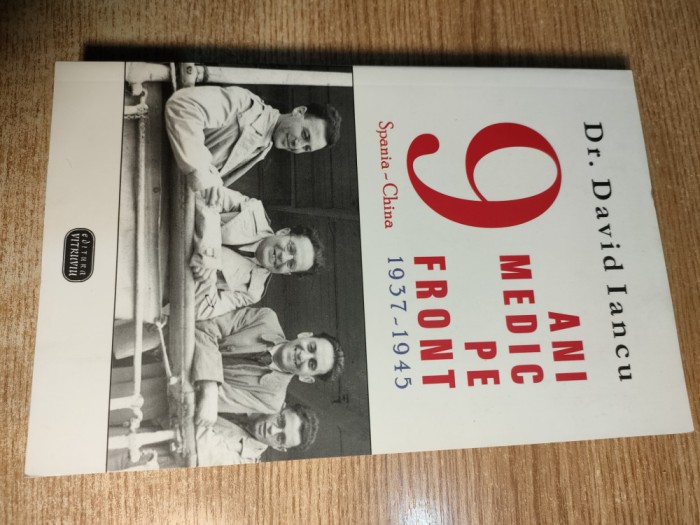 Dr. David Iancu
9
ANI
MEDIC
PE
FRONT
Spania - China
1937-1945
EDITURA
VITRUVIU